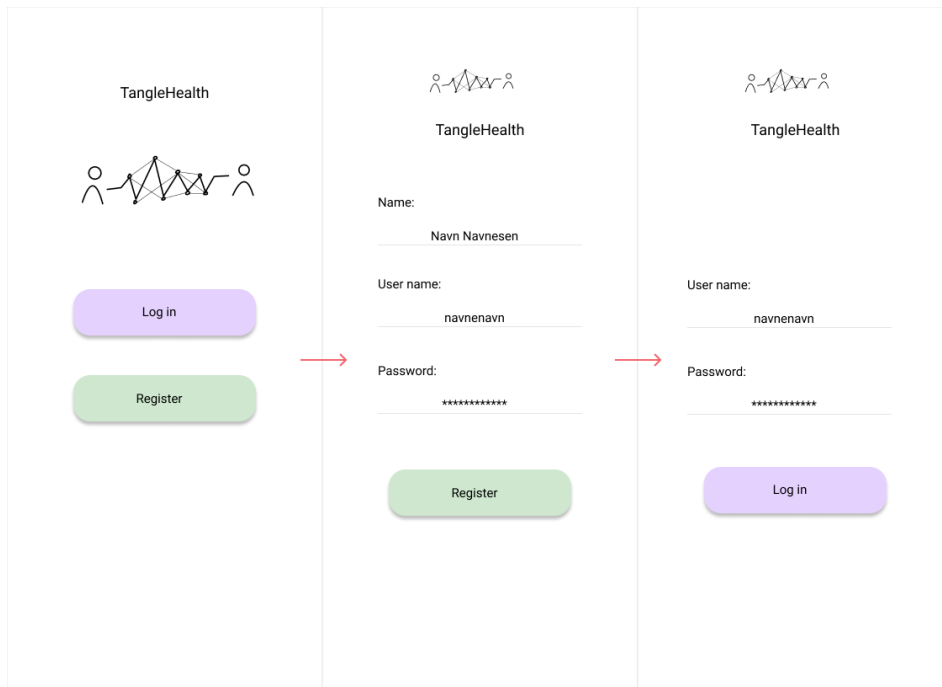 TangleHealth
Log in
Register
TangleHealth
Name:
Navn Navnesen
User name:
navnenavn
Password:
************
Register
TangleHealth
User name:
navnenavn
Password:
************
Log in